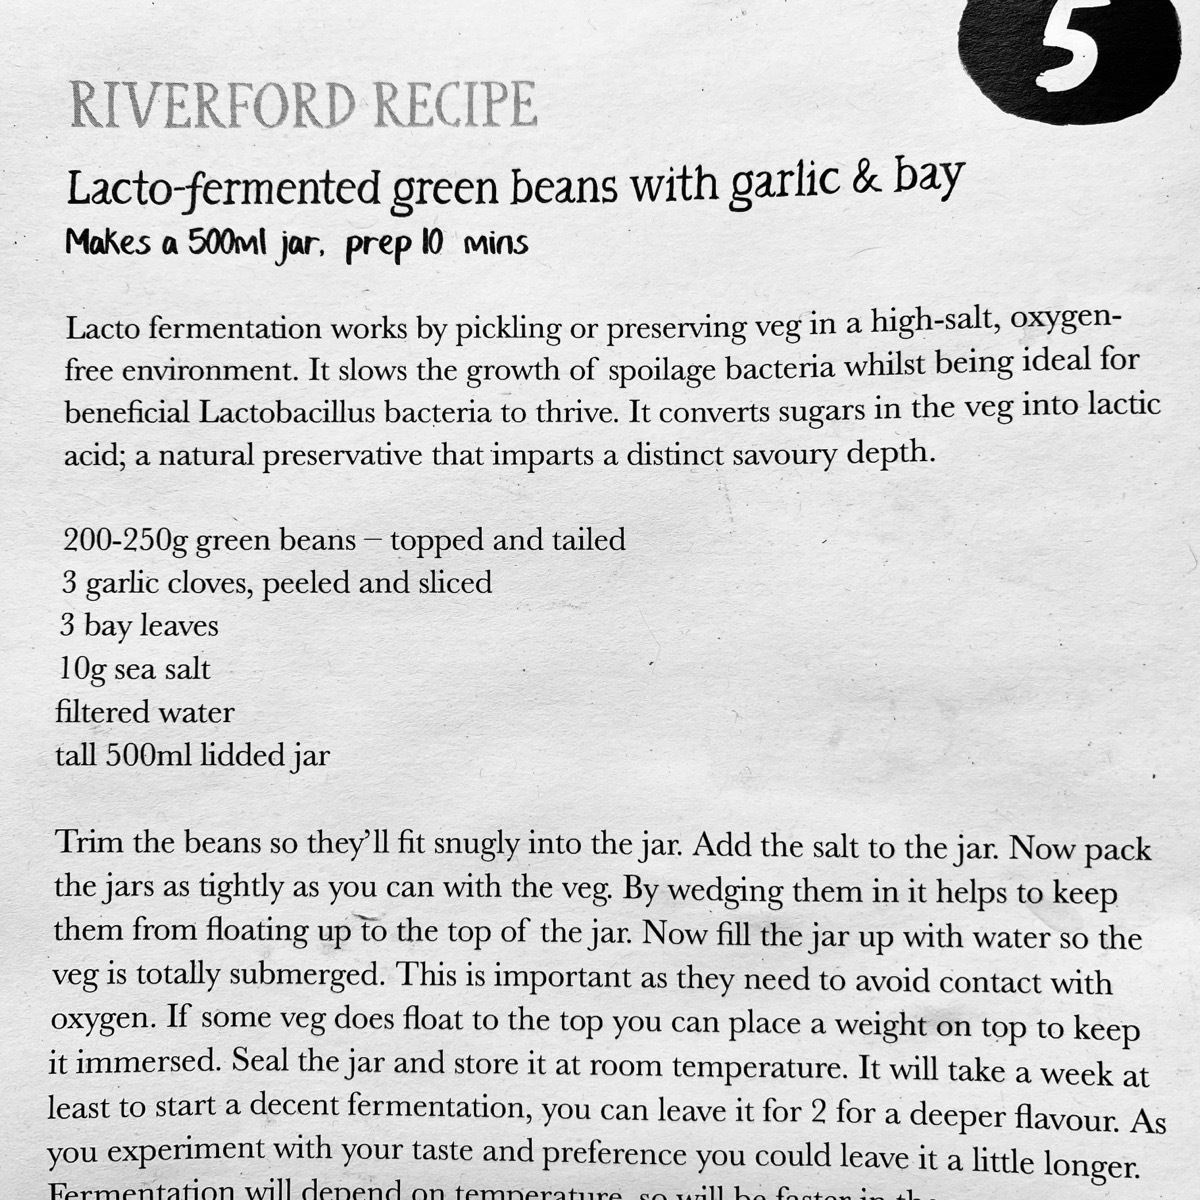 5
RIVERFORD RECIPE
Lacto-fermented green beans with garlic & bay
Makes a 500ml jar, prep 10 mins
Lacto fermentation works by pickling or preserving veg in a high-salt, oxygen-
free environment. It slows the growth of spoilage bacteria whilst being ideal for
beneficial Lactobacillus bacteria to thrive. It converts sugars in the veg into lactic
acid; a natural preservative that imparts a distinct savoury depth.
200-250g green beans – topped and tailed
3 garlic cloves, peeled and sliced
3 bay leaves
10g sea salt
filtered water
tall 500ml lidded jar
Trim the beans so they'll fit snugly into the jar. Add the salt to the jar. Now pack
the jars as tightly as you can with the veg. By wedging them in it helps to keep
them from floating up to the top of the jar. Now fill the jar up with water so the
veg is totally submerged. This is important as they need to avoid contact with
oxygen. If some veg does float to the top you can place a weight on top to keep
it immersed. Seal the jar and store it at room temperature. It will take a week at
least to start a decent fermentation, you can leave it for 2 for a deeper flavour. As
you experiment with your taste and preference you could leave it a little longer.
Fermentation will depend on temperature, so will be faster in the